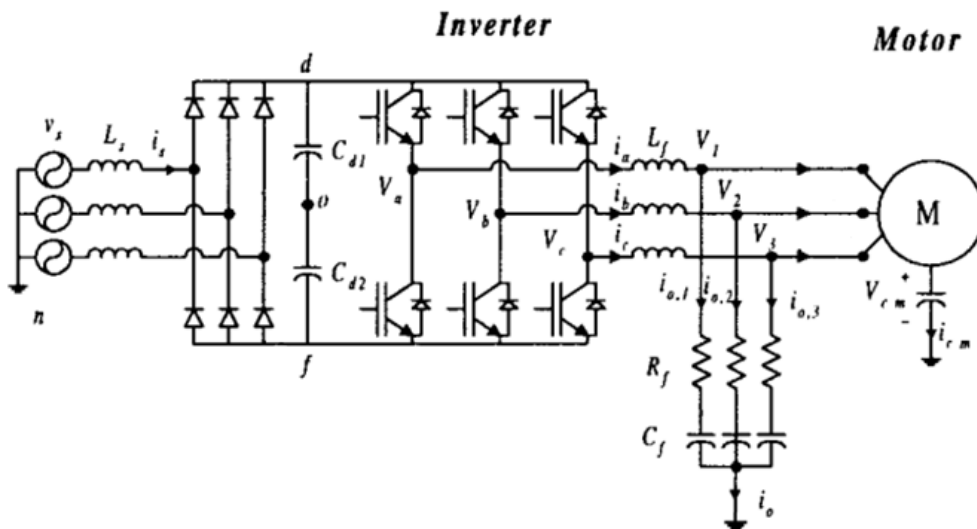 Inverter
Motor
d
v_s
L_s
i_s
C_d1
o
C_d2
n
f
V_a
V_b
V_c
i_a
L_f
V_1
i_b
V_2
i_c
V_3
i_o,1
i_o,2
i_o,3
R_f
C_f
i_o
M
V_cm
+
-
i_cm